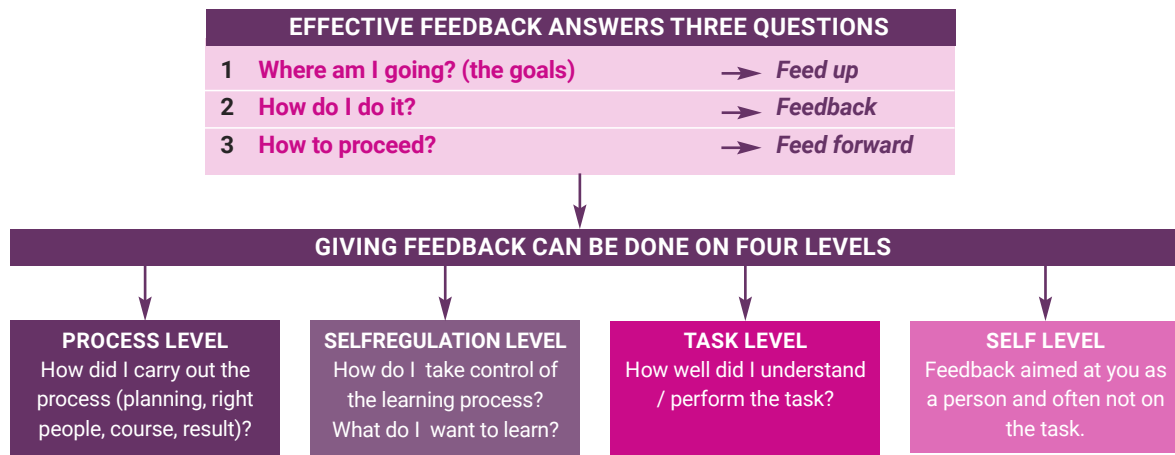 EFFECTIVE FEEDBACK ANSWERS THREE QUESTIONS
1 Where am I going? (the goals) Feed up
2 How do I do it? Feedback
3 How to proceed? Feed forward
GIVING FEEDBACK CAN BE DONE ON FOUR LEVELS
PROCESS LEVEL
How did I carry out the
process (planning, right
people, course, result)?
SELFREGULATION LEVEL
How do I take control of
the learning process?
What do I want to learn?
TASK LEVEL
How well did I understand
/ perform the task?
SELF LEVEL
Feedback aimed at you as
a person and often not on
the task.